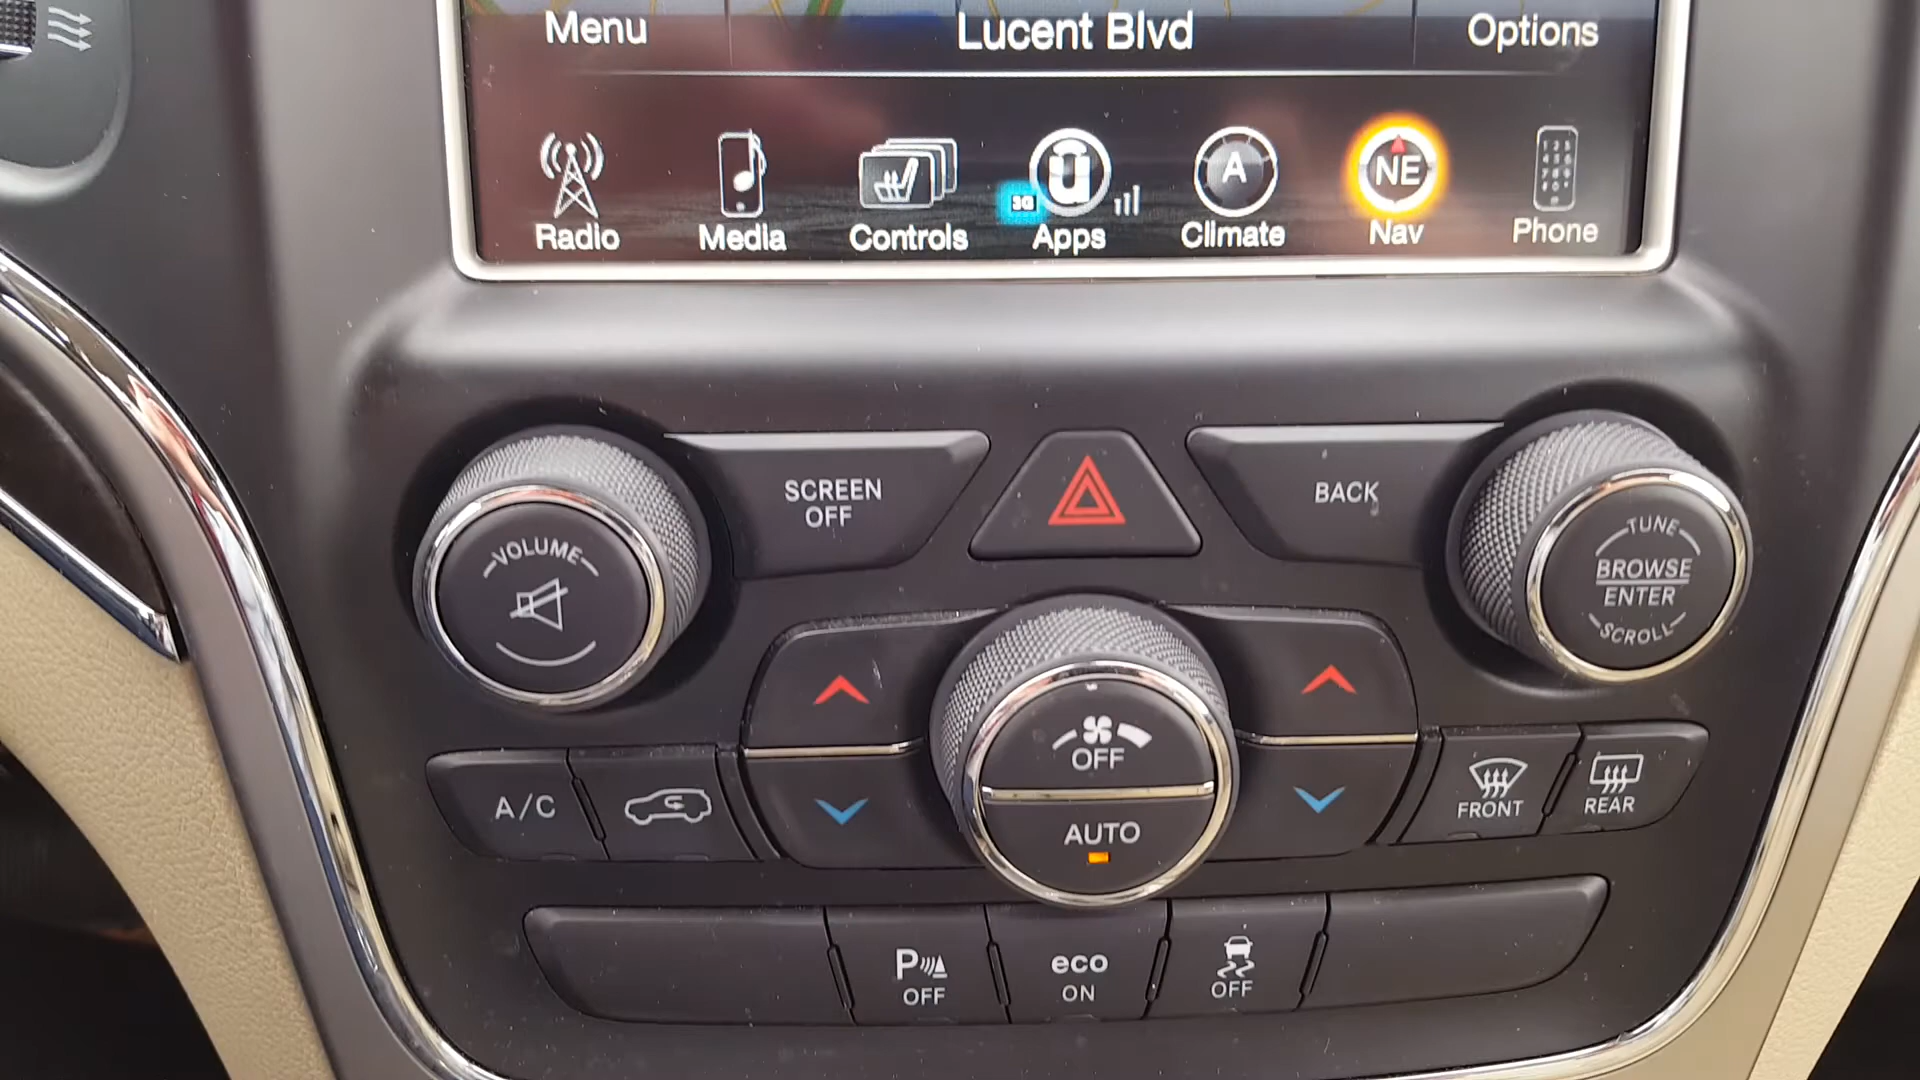 Menu
Lucent Blvd
Options
3G
A
NE
Radio
Media
Controls
Apps
Climate
Nav
Phone
SCREEN
OFF
BACK
VOLUME
TUNE
BROWSE
ENTER
SCROLL
OFF
AUTO
A/C
FRONT
REAR
P
OFF
eco
ON
OFF